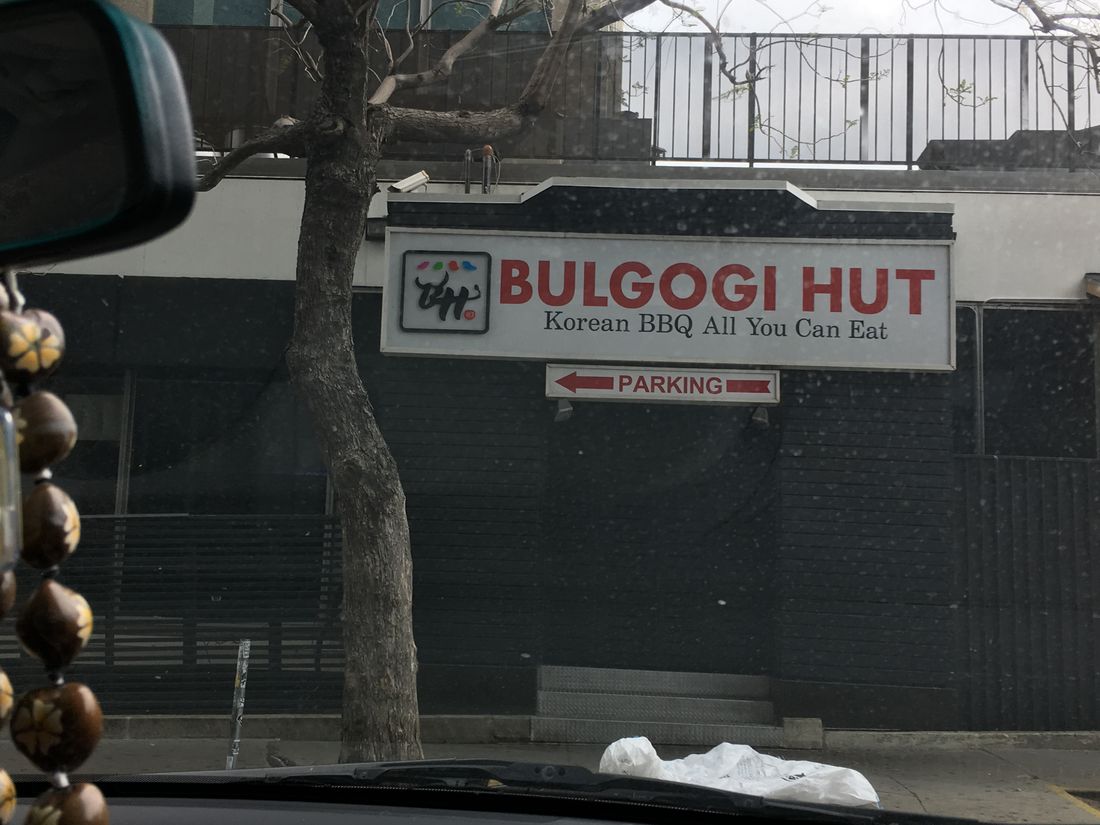 BH
BULGOGI HUT
Korean BBQ All You Can Eat
PARKING